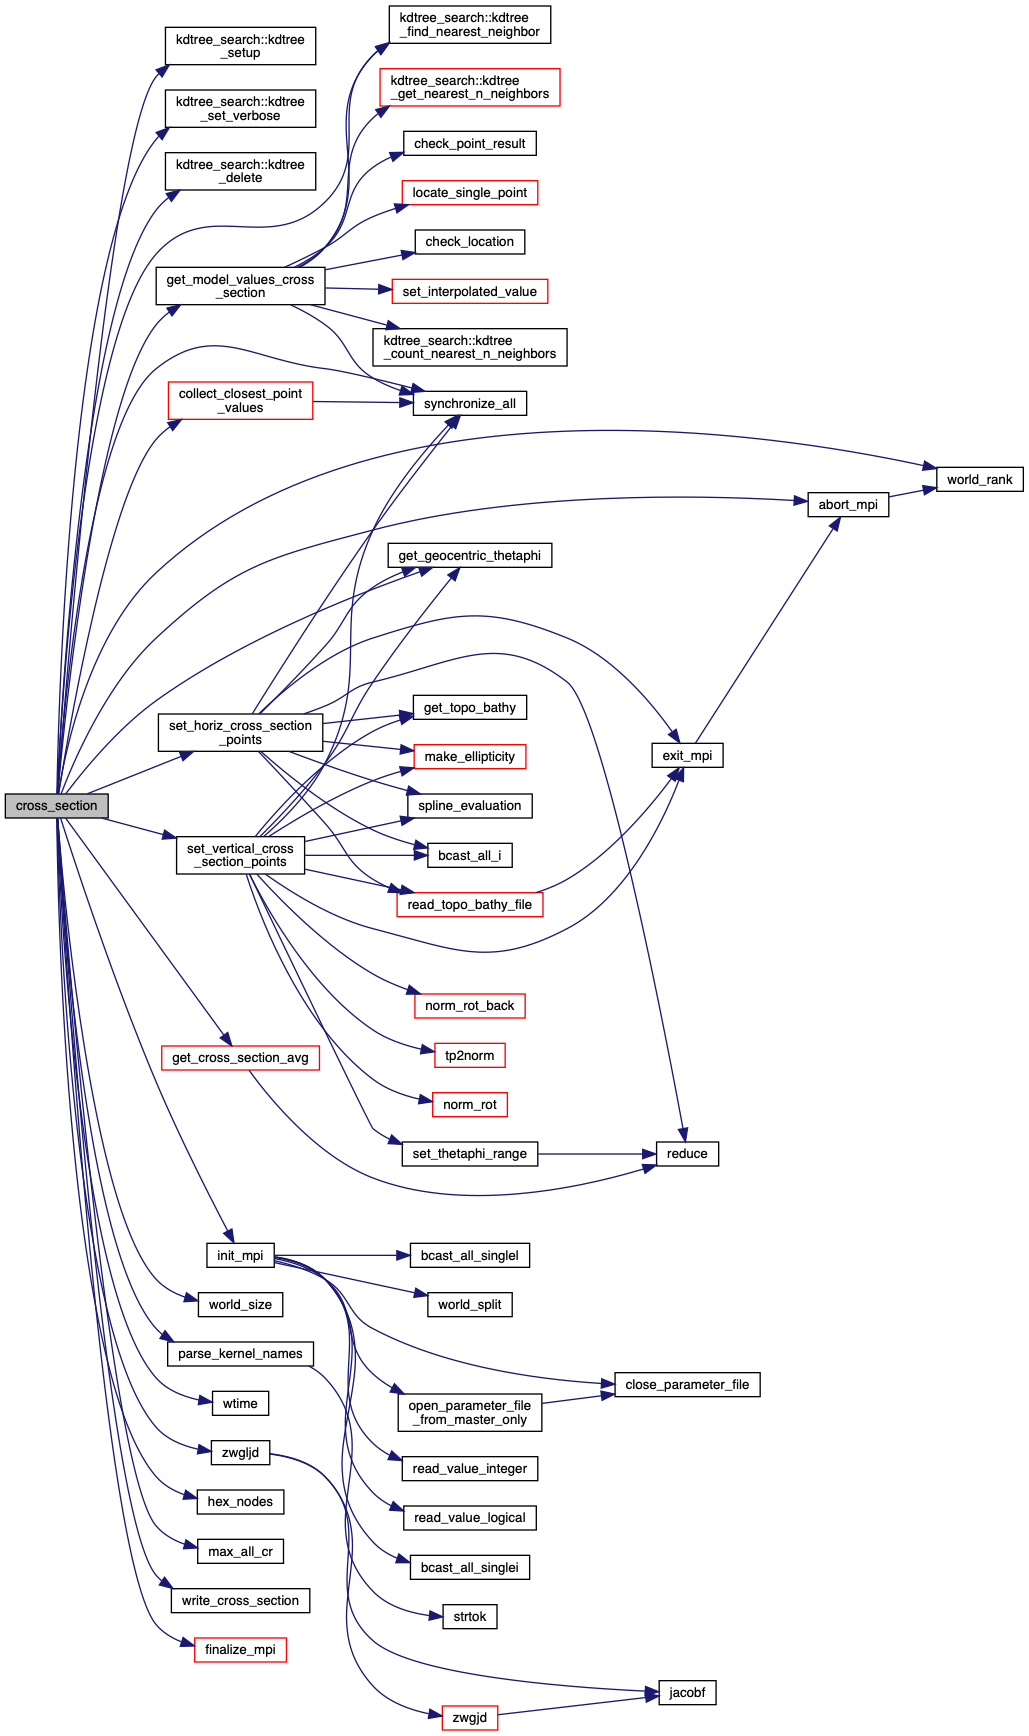 kdtree_search::kdtree
_find_nearest_neighbor
kdtree_search::kdtree
_setup
kdtree_search::kdtree
_get_nearest_n_neighbors
kdtree_search::kdtree
_set_verbose
check_point_result
kdtree_search::kdtree
_delete
locate_single_point
check_location
get_model_values_cross
_section
set_interpolated_value
kdtree_search::kdtree
_count_nearest_n_neighbors
collect_closest_point
_values
synchronize_all
world_rank
abort_mpi
get_geocentric_thetaphi
get_topo_bathy
set_horiz_cross_section
_points
exit_mpi
make_ellipticity
cross_section
spline_evaluation
set_vertical_cross
_section_points
bcast_all_i
read_topo_bathy_file
norm_rot_back
get_cross_section_avg
tp2norm
norm_rot
set_thetaphi_range
reduce
init_mpi
bcast_all_singlel
world_size
world_split
parse_kernel_names
close_parameter_file
wtime
open_parameter_file
_from_master_only
zwgljd
read_value_integer
hex_nodes
read_value_logical
max_all_cr
bcast_all_singlei
write_cross_section
strtok
finalize_mpi
jacobf
zwgjd